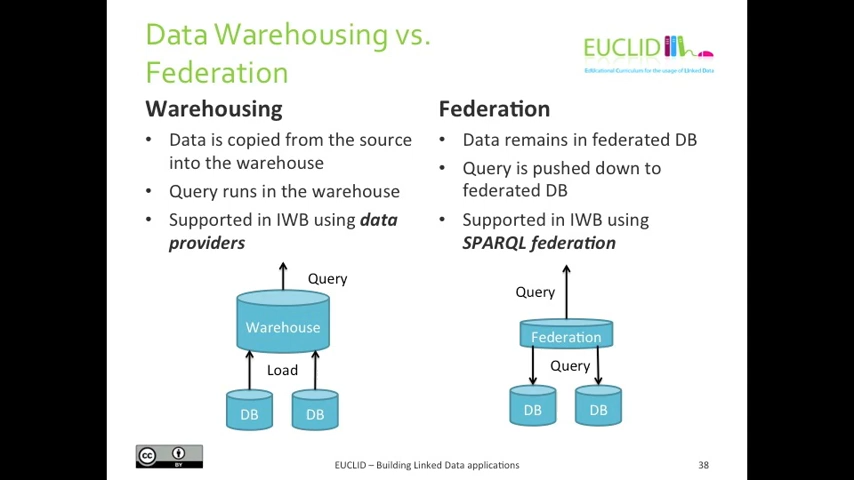 Data Warehousing vs.
Federation
EUCLID
Educational Curriculum for the usage of Linked Data
Warehousing
• Data is copied from the source
into the warehouse
• Query runs in the warehouse
• Supported in IWB using data
providers
Query
Warehouse
Load
DB
DB
Federation
• Data remains in federated DB
• Query is pushed down to
federated DB
• Supported in IWB using
SPARQL federation
Query
Federation
Query
DB
DB
cc
BY
EUCLID – Building Linked Data applications
38